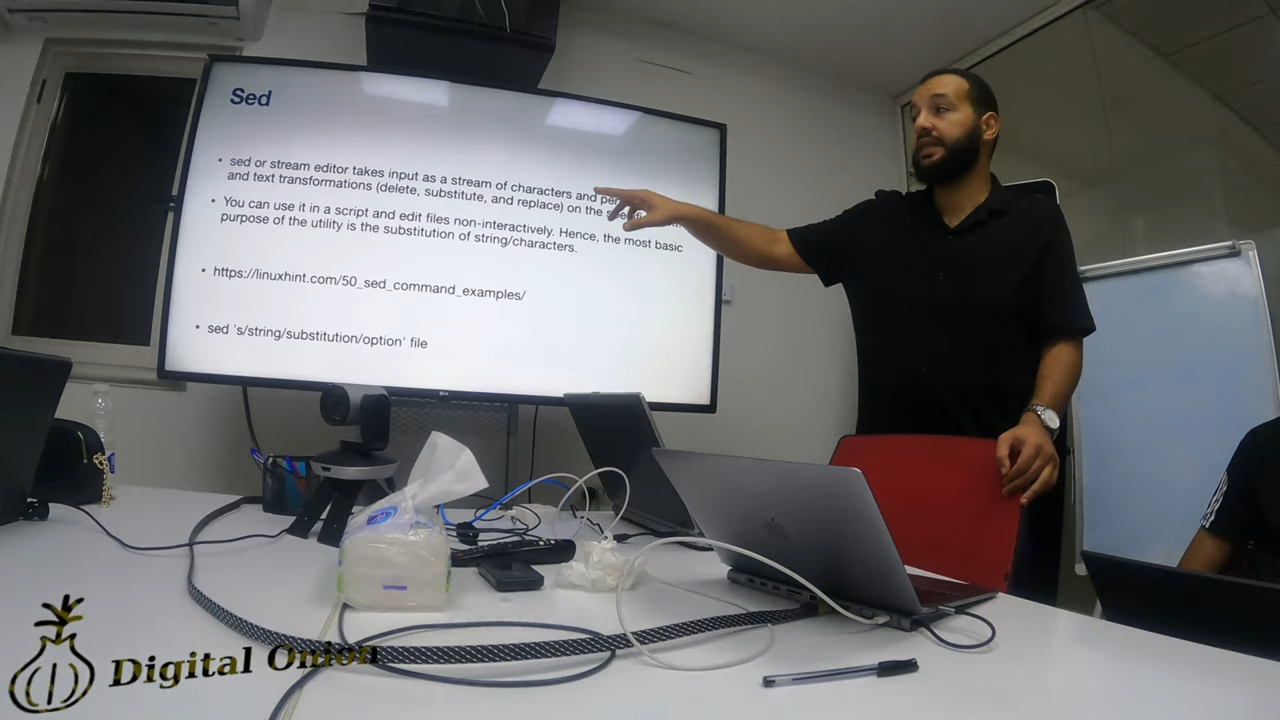 Sed
• sed or stream editor takes input as a stream of characters and
and text transformations (delete, substitute, and replace) on the
• You can use it in a script and edit files non-interactively. Hence, the most basic
purpose of the utility is the substitution of string/characters.
• https://linuxhint.com/50_sed_command_examples/
• sed 's/string/substitution/option' file
LG
Digital Onion